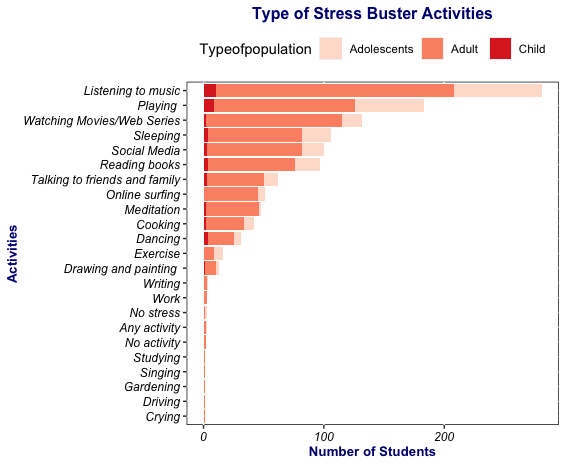 Type of Stress Buster Activities
Typeofpopulation Adolescents Adult Child
Listening to music
Playing
Watching Movies/Web Series
Sleeping
Social Media
Reading books
Talking to friends and family
Online surfing
Meditation
Cooking
Dancing
Exercise
Drawing and painting
Writing
Work
No stress
Any activity
No activity
Studying
Singing
Gardening
Driving
Crying
Activities
0 100 200
Number of Students